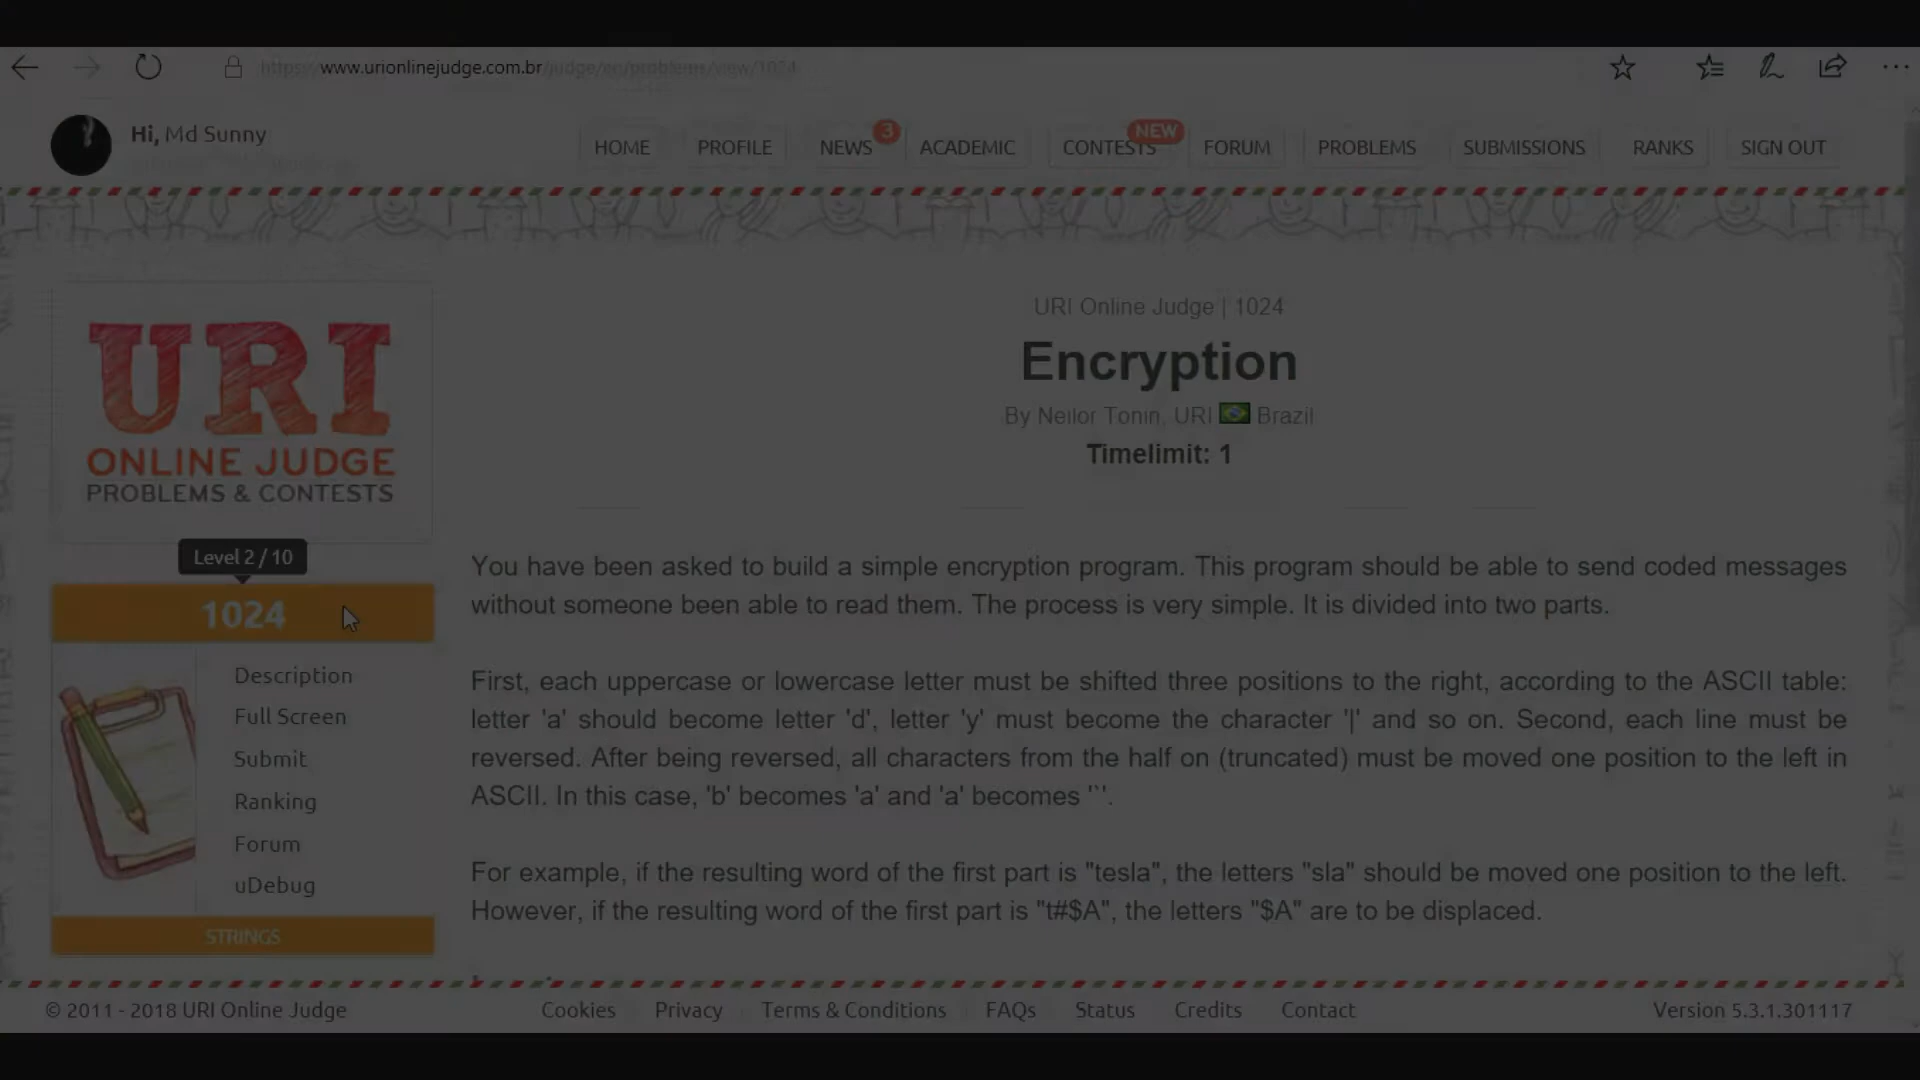 https://www.urionlinejudge.com.br/judge/en/problems/view/1024
Hi, Md Sunny
HOME
PROFILE
NEWS
3
ACADEMIC
CONTESTS
NEW
FORUM
PROBLEMS
SUBMISSIONS
RANKS
SIGN OUT
URI
ONLINE JUDGE
PROBLEMS & CONTESTS
Level 2 / 10
1024
Description
Full Screen
Submit
Ranking
Forum
uDebug
STRINGS
URI Online Judge | 1024
Encryption
By Neilor Tonin, URI Brazil
Timelimit: 1
You have been asked to build a simple encryption program. This program should be able to send coded messages
without someone been able to read them. The process is very simple. It is divided into two parts.
First, each uppercase or lowercase letter must be shifted three positions to the right, according to the ASCII table:
letter 'a' should become letter 'd', letter 'y' must become the character '|' and so on. Second, each line must be
reversed. After being reversed, all characters from the half on (truncated) must be moved one position to the left in
ASCII. In this case, 'b' becomes 'a' and 'a' becomes '`'.
For example, if the resulting word of the first part is "tesla", the letters "sla" should be moved one position to the left.
However, if the resulting word of the first part is "t#$A", the letters "$A" are to be displaced.
© 2011 - 2018 URI Online Judge
Cookies
Privacy
Terms & Conditions
FAQs
Status
Credits
Contact
Version 5.3.1.301117